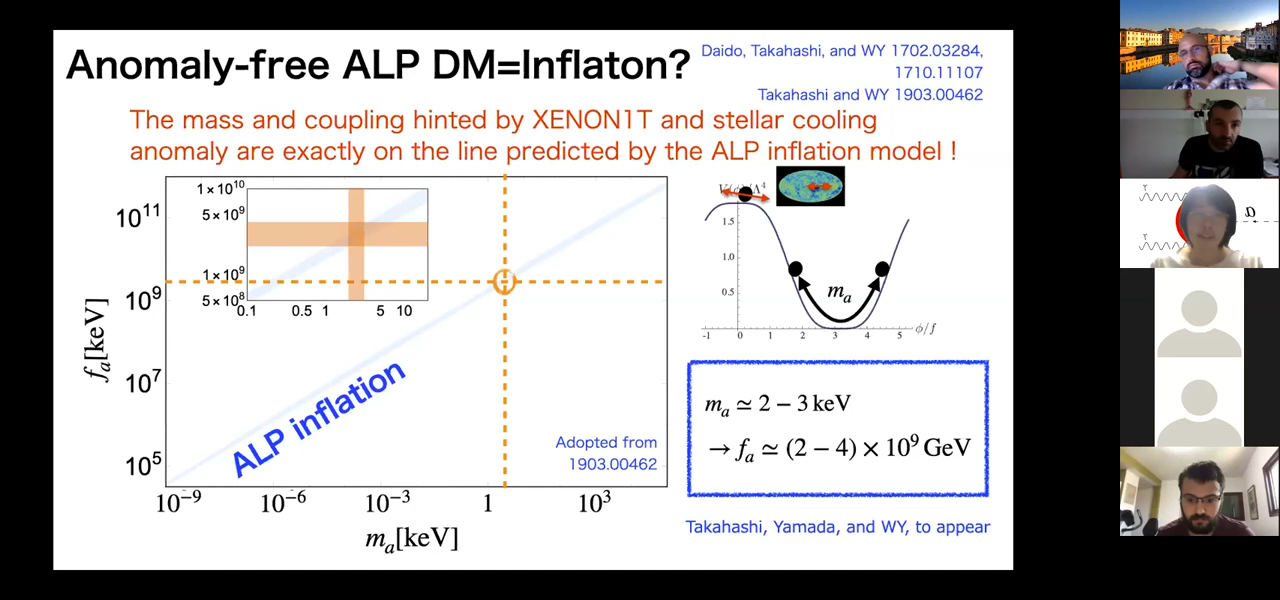 Anomaly-free ALP DM=Inflaton?
Daido, Takahashi, and WY 1702.03284,
1710.11107
Takahashi and WY 1903.00462
The mass and coupling hinted by XENON1T and stellar cooling
anomaly are exactly on the line predicted by the ALP inflation model !
10¹¹
10⁹
10⁷
10⁵
fₐ[keV]
1×10¹⁰
5×10⁹
1×10⁹
5×10⁸
0.1 0.5 1 5 10
ALP inflation
Adopted from
1903.00462
10⁻⁹ 10⁻⁶ 10⁻³ 1 10³
mₐ[keV]
1.5
1.0
0.5
mₐ
-1 0 1 2 3 4 5 ϕ/f
mₐ ≃ 2 − 3 keV
→ fₐ ≃ (2 − 4) × 10⁹ GeV
Takahashi, Yamada, and WY, to appear